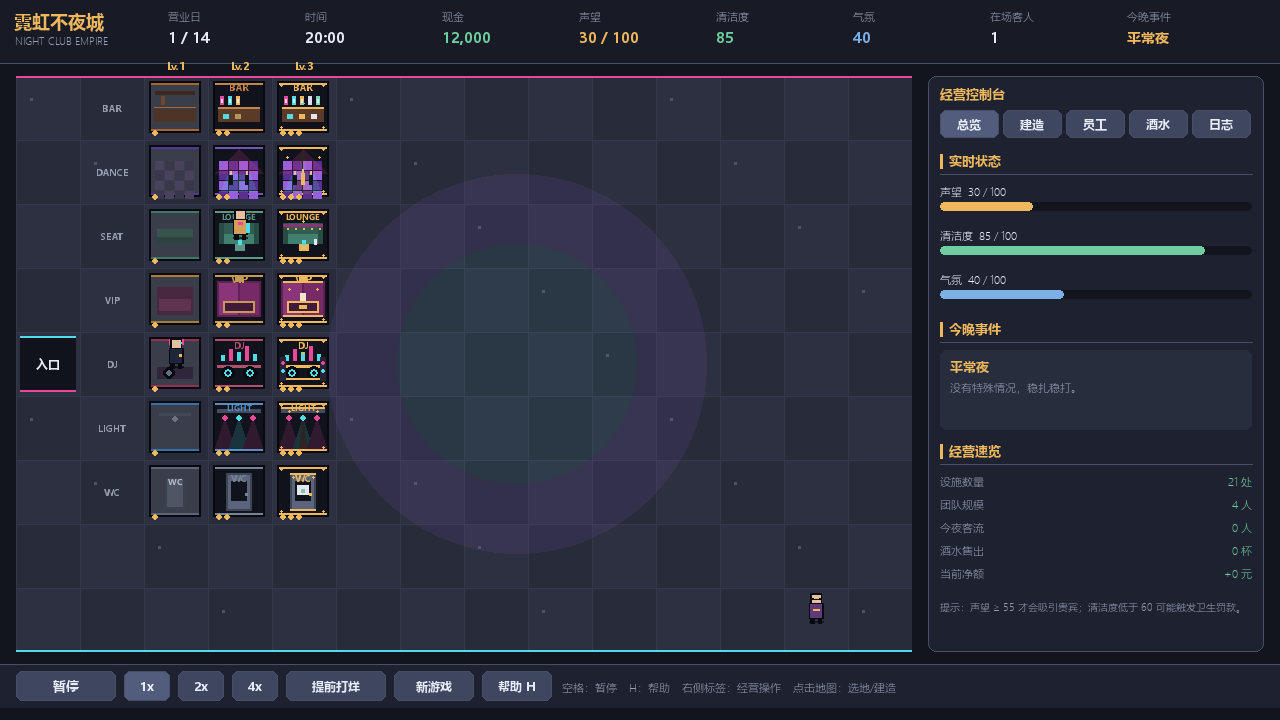 霓虹不夜城
NIGHT CLUB EMPIRE
营业日
1 / 14
时间
20:00
现金
12,000
声望
30 / 100
清洁度
85
气氛
40
在场客人
1
今晚事件
平常夜
Lv.1 Lv.2 Lv.3
BAR
BAR
BAR
DANCE
SEAT
LOUNGE
LOUNGE
VIP
VIP
VIP
入口
DJ
DJ
DJ
LIGHT
LIGHT
LIGHT
WC
WC
WC
WC
经营控制台
总览 建造 员工 酒水 日志
实时状态
声望 30 / 100
清洁度 85 / 100
气氛 40 / 100
今晚事件
平常夜
没有特殊情况，稳扎稳打。
经营速览
设施数量 21 处
团队规模 4 人
今夜客流 0 人
酒水售出 0 杯
当前净额 +0 元
提示：声望 ≥ 55 才会吸引贵宾；清洁度低于 60 可能触发卫生罚款。
暂停 1x 2x 4x 提前打烊 新游戏 帮助 H
空格：暂停 H：帮助 右侧标签：经营操作 点击地图：选地/建造